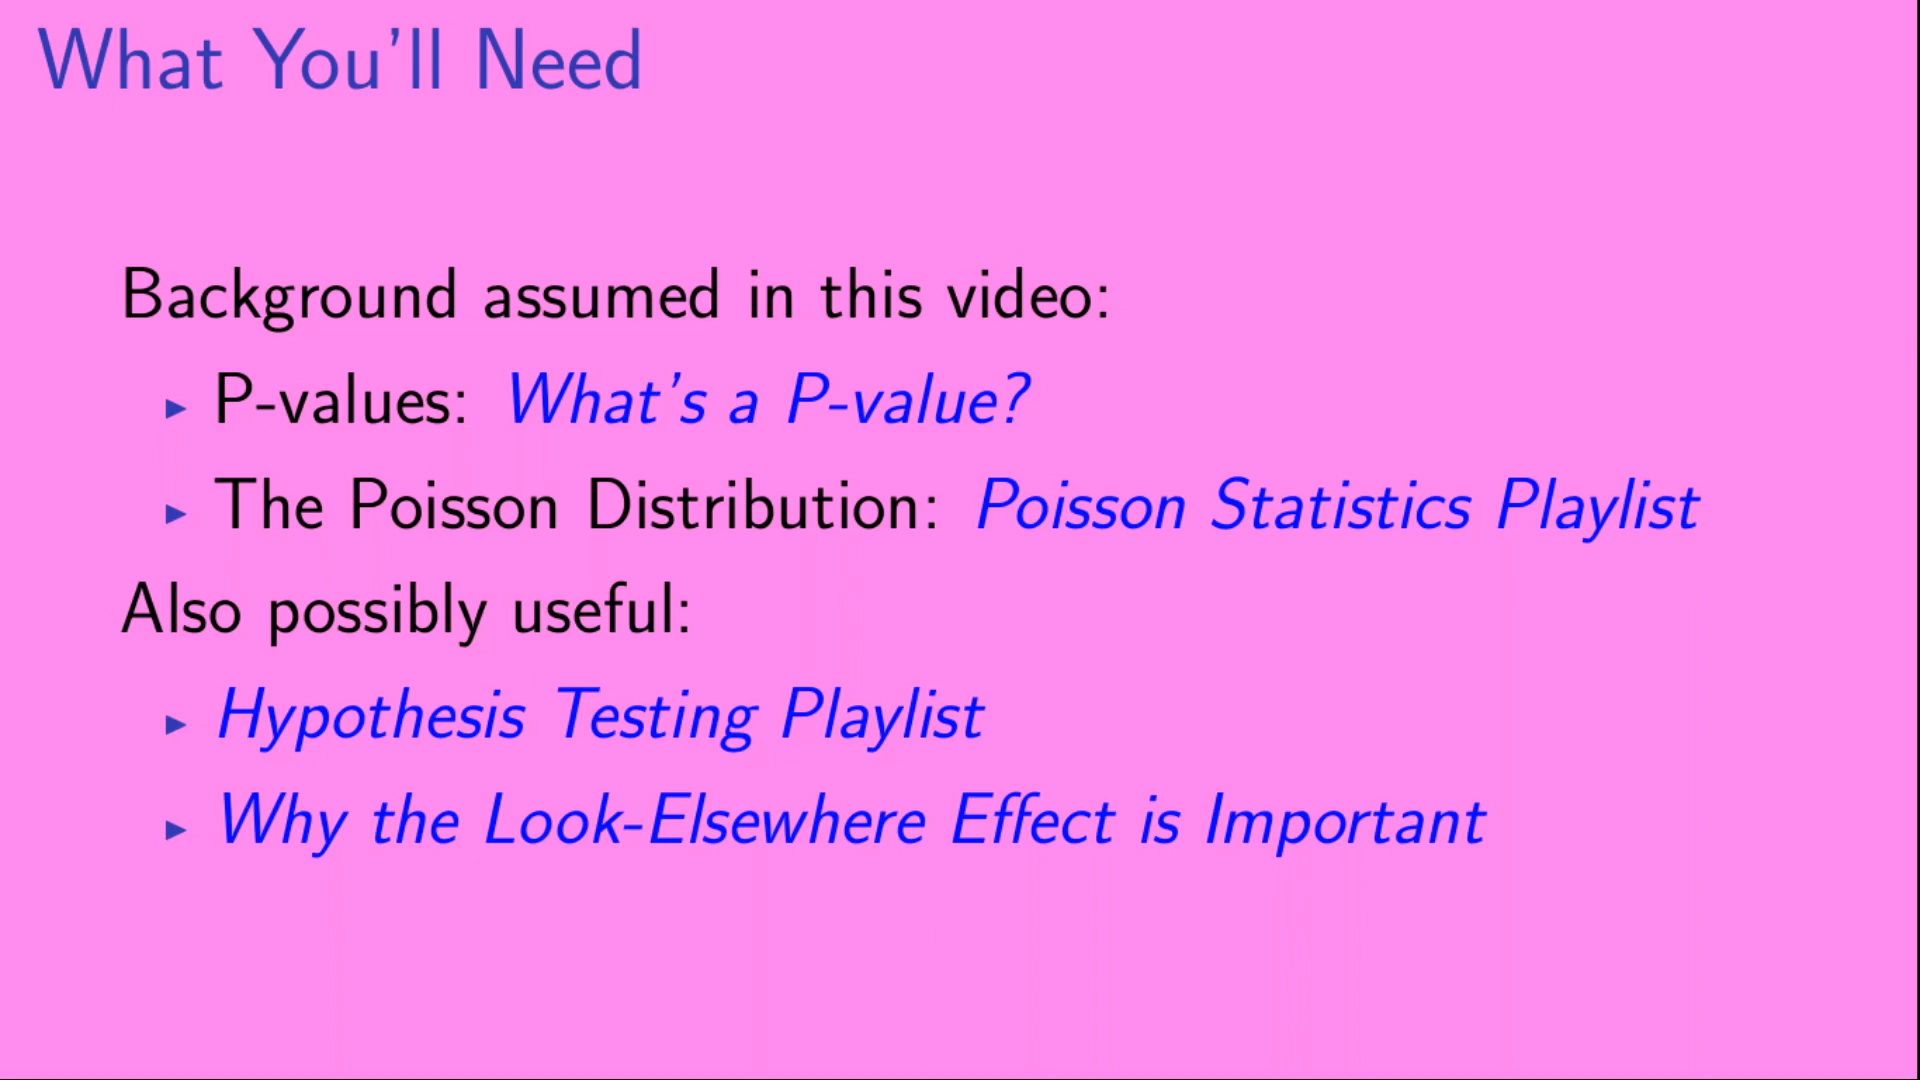 What You'll Need
Background assumed in this video:
▸ P-values: What's a P-value?
▸ The Poisson Distribution: Poisson Statistics Playlist
Also possibly useful:
▸ Hypothesis Testing Playlist
▸ Why the Look-Elsewhere Effect is Important